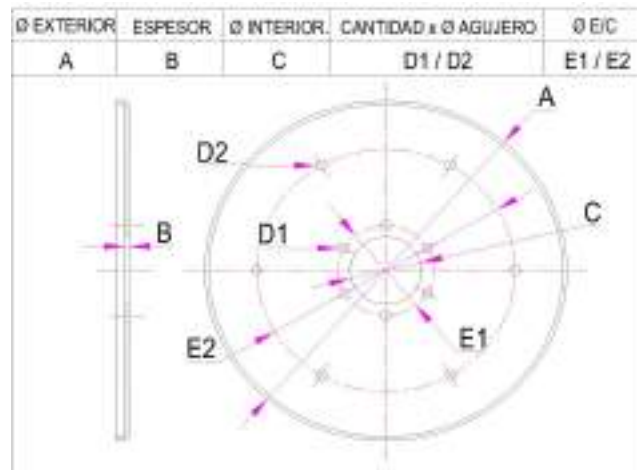 Ø EXTERIOR ESPESOR Ø INTERIOR. CANTIDAD x Ø AGUJERO Ø E/C
A B C D1 / D2 E1 / E2
A
D2
C
B
D1
E1
E2